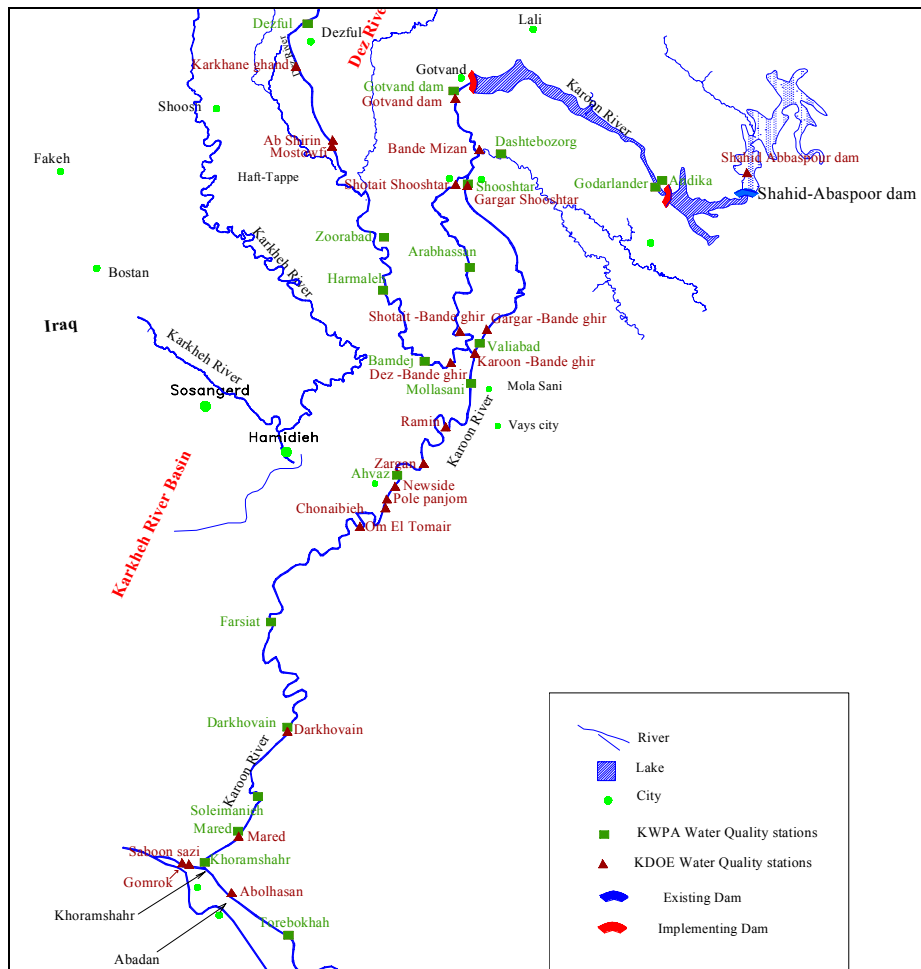 Lali
Dezful
Dezful
Dez River
Karkhane ghand
Gotvand
Gotvand dam
Gotvand dam
Karoon River
Shoosh
Ab Shirin
Mostowfi
Bande Mizan
Dashtebozorg
Fakeh
Haft-Tappe
Shotait Shooshtar
Shooshtar
Gargar Shooshtar
Shahid Abbaspour dam
Godarlander
Andika
Shahid-Abaspoor dam
Zoorabad
Karkheh River
Arabhassan
Bostan
Harmaleh
Iraq
Shotait -Bande ghir
Gargar -Bande ghir
Karkheh River
Valiabad
Bamdej
Karoon -Bande ghir
Dez -Bande ghir
Sosangerd
Mollasani
Mola Sani
Ramin
Karoon River
Vays city
Hamidieh
Zargan
Ahvaz
Newside
Pole panjom
Chonaibieh
Om El Tomair
Karkheh River Basin
Farsiat
Darkhovain
Darkhovain
Karoon River
Soleimanieh
Mared
Mared
Saboon sazi
Khoramshahr
Gomrok
Abolhasan
Khoramshahr
Torebokhah
Abadan
River
Lake
City
KWPA Water Quality stations
KDOE Water Quality stations
Existing Dam
Implementing Dam